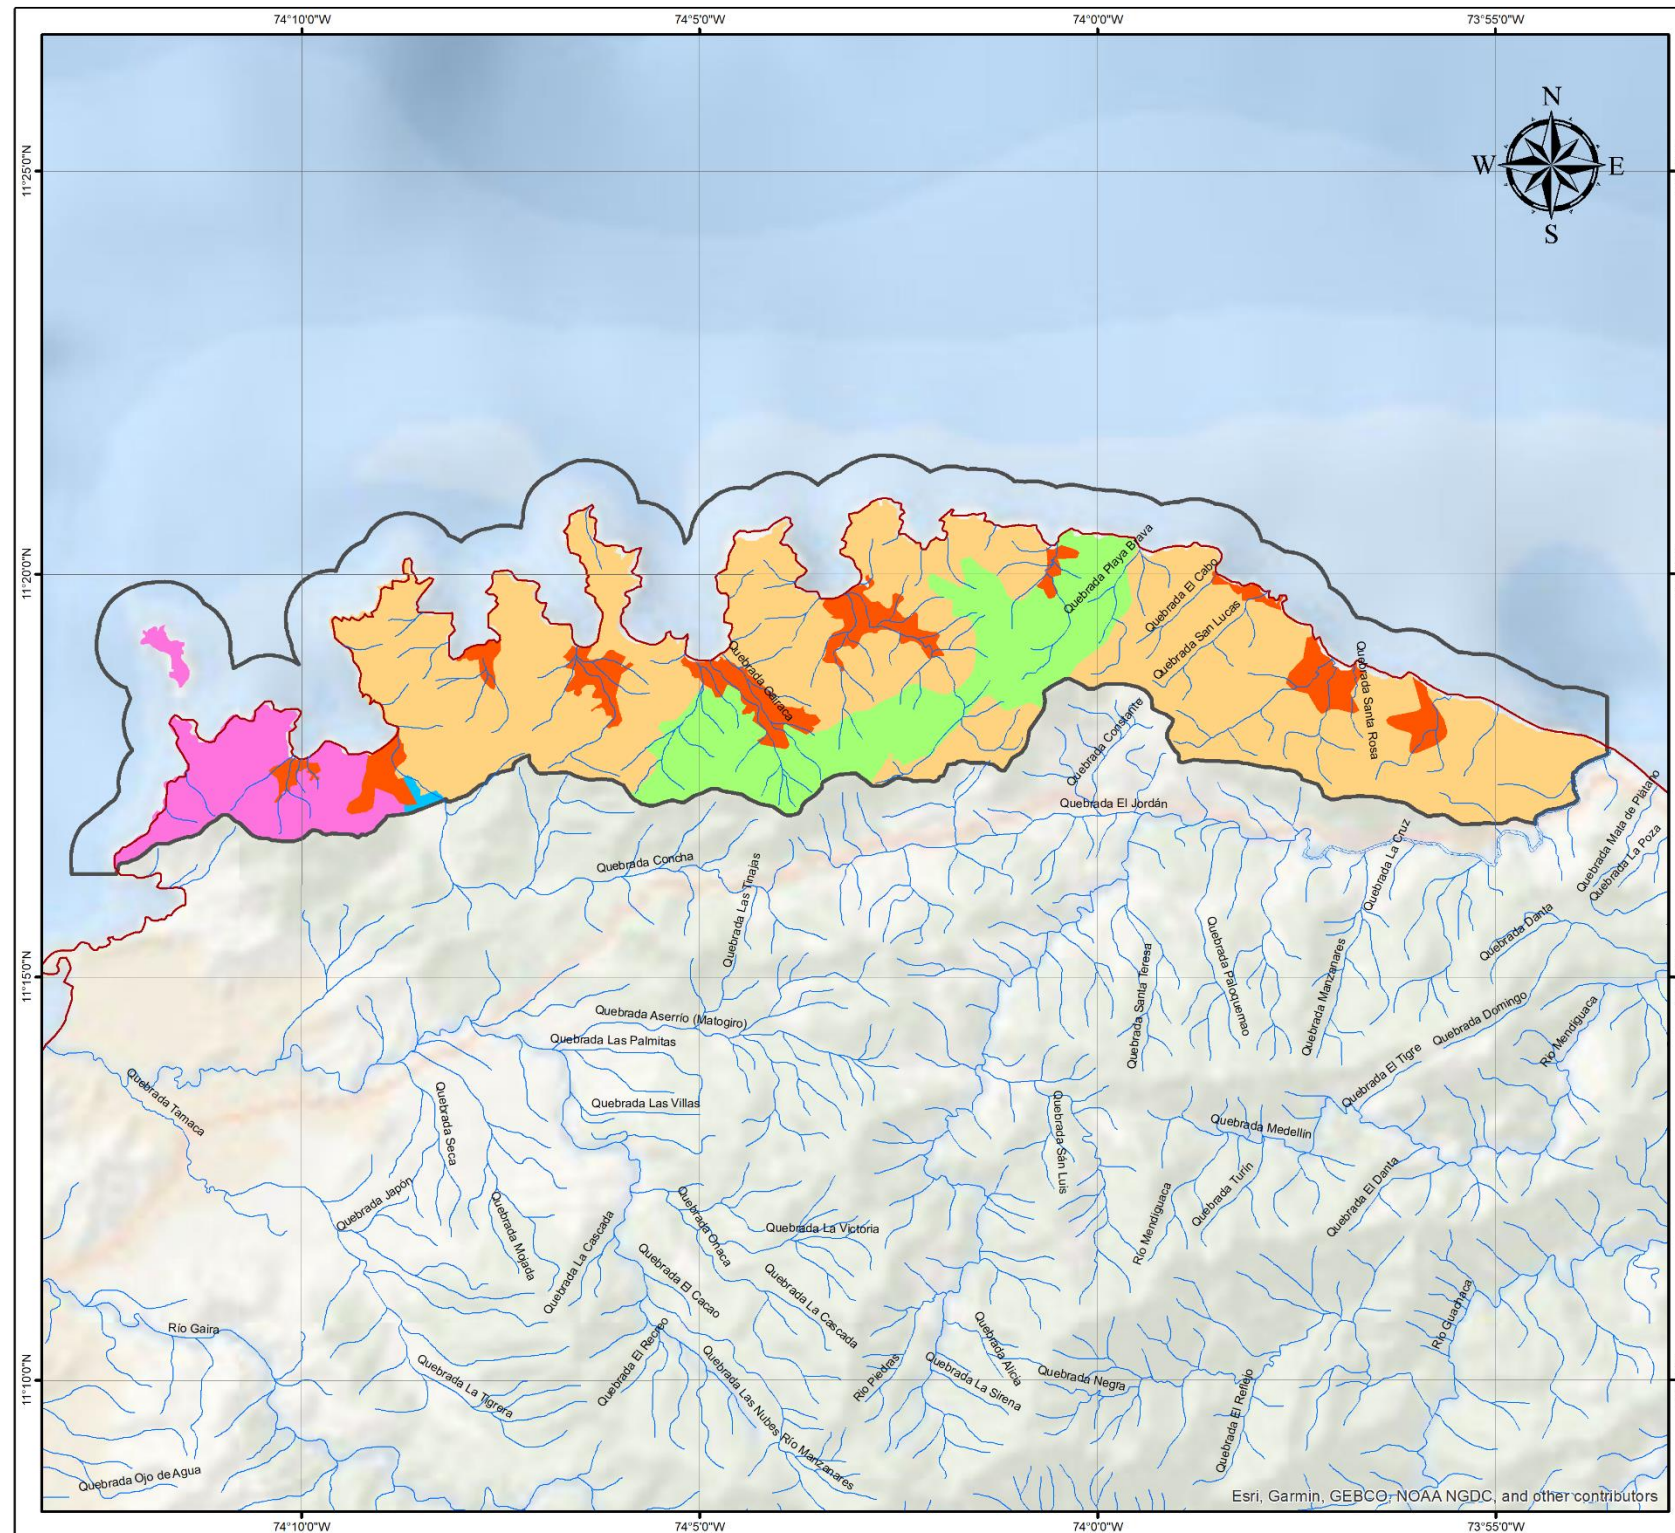 74°10'0"W
74°5'0"W
74°0'0"W
73°55'0"W
N
W
E
S
11°25'0"N
11°20'0"N
11°15'0"N
11°10'0"N
Quebrada Playa Brava
Quebrada El Cabo
Quebrada San Lucas
Quebrada Gairaca
Quebrada Santa Rosa
Quebrada Constante
Quebrada El Jordán
Quebrada Mata de Plátano
Quebrada La Poza
Quebrada La Cruz
Quebrada Concha
Quebrada Las Tinajas
Quebrada Danta
Quebrada Santa Teresa
Quebrada Paloquemao
Quebrada Manzanares
Quebrada Domingo
Río Mendiguaca
Quebrada Aserrío (Matogiro)
Quebrada Las Palmitas
Quebrada El Tigre
Quebrada Tamaca
Quebrada Seca
Quebrada Las Villas
Quebrada San Luis
Quebrada Medellín
Quebrada Japón
Quebrada Mojada
Quebrada La Cascada
Quebrada Onaca
Quebrada La Victoria
Río Mendiguaca
Quebrada Turín
Quebrada El Danta
Quebrada El Cacao
Quebrada La Cascada
Río Gaira
Quebrada La Tigrera
Quebrada El Recreo
Quebrada Las Nubes
Río Manzanares
Río Piedras
Quebrada Alicia
Quebrada La Sirena
Quebrada Negra
Quebrada El Reflejo
Río Guachaca
Quebrada Ojo de Agua
Esri, Garmin, GEBCO, NOAA NGDC, and other contributors
74°10'0"W
74°5'0"W
74°0'0"W
73°55'0"W